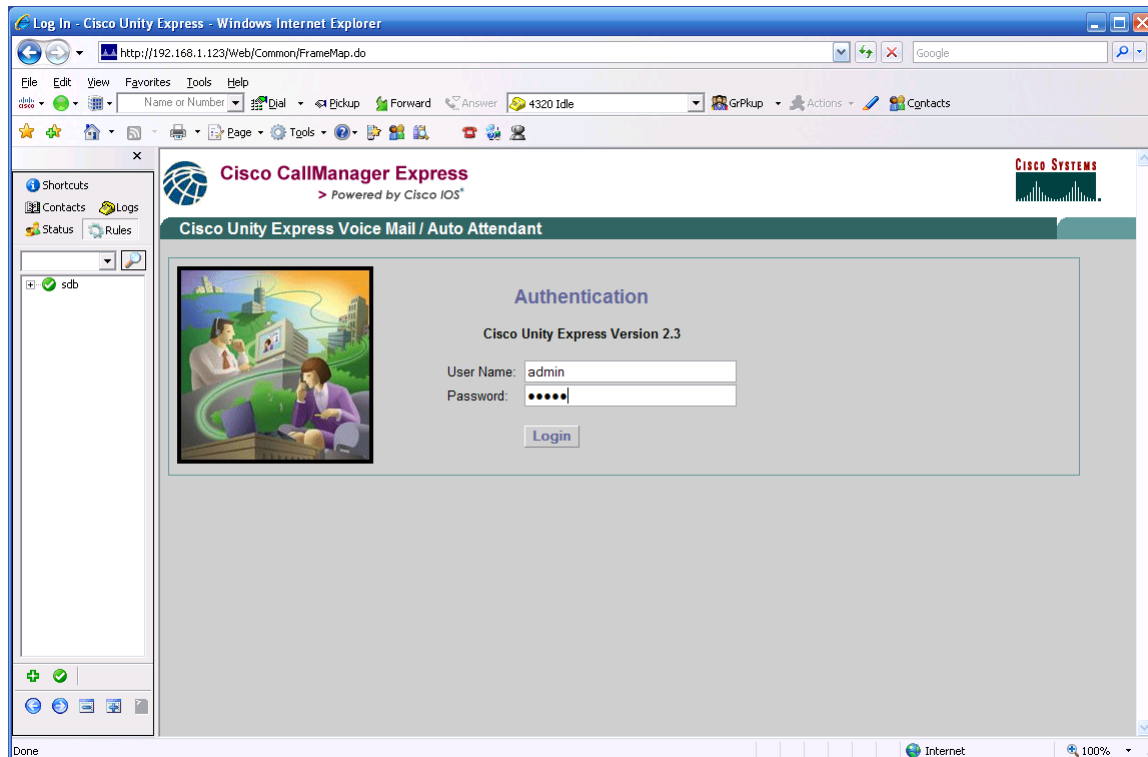 Log In - Cisco Unity Express - Windows Internet Explorer
http://192.168.1.123/Web/Common/FrameMap.do
Google
File Edit View Favorites Tools Help
cisco Name or Number Dial Pickup Forward Answer 4320 Idle GrPkup Actions Contacts
Page Tools
x
Shortcuts
Contacts Logs
Status Rules
sdb
Cisco CallManager Express
> Powered by Cisco IOS®
CISCO SYSTEMS
Cisco Unity Express Voice Mail / Auto Attendant
Authentication
Cisco Unity Express Version 2.3
User Name: admin
Password: •••••
Login
Done Internet 100%